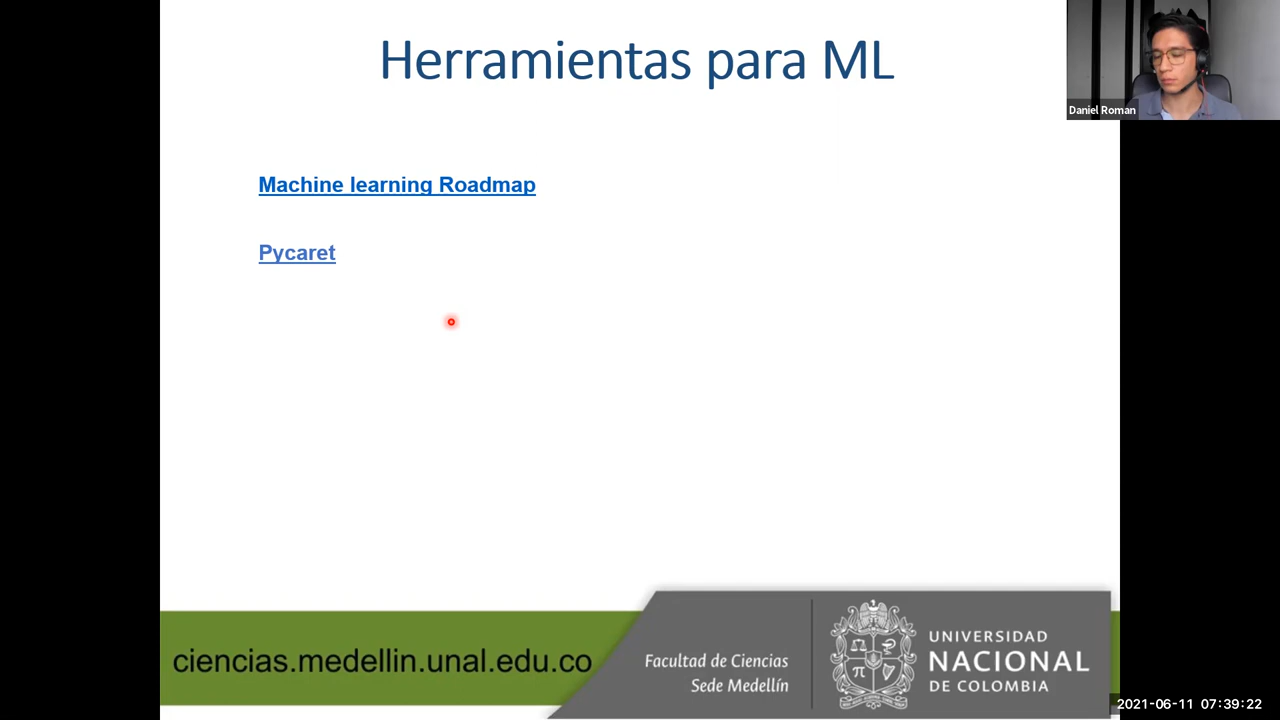 Herramientas para ML
Daniel Roman
Machine learning Roadmap
Pycaret
ciencias.medellin.unal.edu.co
Facultad de Ciencias
Sede Medellín
π
UNIVERSIDAD
NACIONAL
DE COLOMBIA
2021-06-11 07:39:22